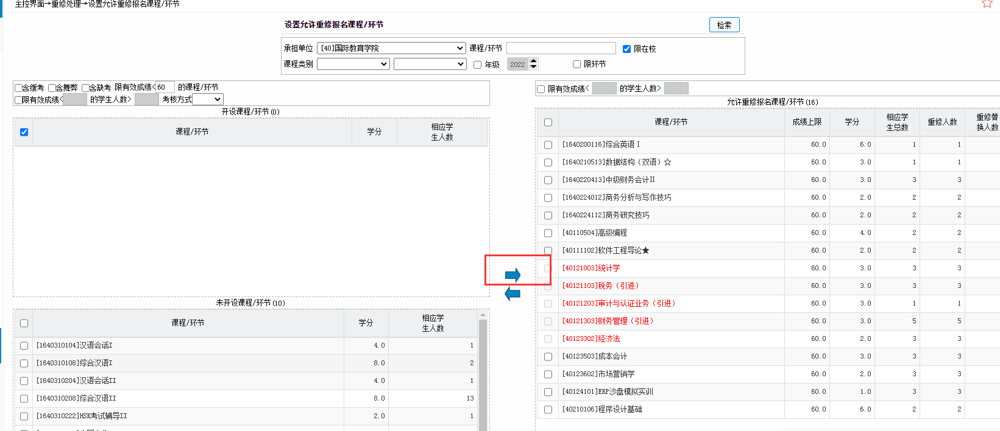 主控界面→重修处理→设置允许重修报名课程/环节
设置允许重修报名课程/环节
检索
承担单位 [40]国际教育学院 课程/环节 限在校
课程类别 年级 2022 限环节
含缓考 含舞弊 含缺考 限有效成绩< 60 的课程/环节
限有效成绩< 的学生人数> 考核方式
开设课程/环节(0)
课程/环节 学分 相应学
生人数
未开设课程/环节(10)
课程/环节 学分 相应学
生人数
[1640310104]汉语会话I 4.0 1
[1640310108]综合汉语I 8.0 2
[1640310204]汉语会话II 4.0 1
[1640310208]综合汉语II 8.0 13
[1640310222]HSK考试辅导II 2.0 1
限有效成绩< 的学生人数>
允许重修报名课程/环节(16)
课程/环节 成绩上限 学分 相应学
生总数 重修人数 重修替
换人数
[1640200116]综合英语Ⅰ 60.0 6.0 1 1
[1640210513]数据结构（双语）☆ 60.0 3.0 1 1
[1640220413]中级财务会计II 60.0 3.0 3 3
[1640224012]商务分析与写作技巧 60.0 2.0 2 2
[1640224112]商务研究技巧 60.0 2.0 2 2
[40110504]高级编程 60.0 4.0 2 2
[40111102]软件工程导论★ 60.0 2.0 2 2
[40121003]统计学 60.0 3.0 3 3
[40121103]税务（引进） 60.0 3.0 3 3
[40121203]审计与认证业务（引进） 60.0 3.0 1 1
[40121303]财务管理（引进） 60.0 3.0 5 5
[40123302]经济法 60.0 2.0 3 3
[40123503]成本会计 60.0 3.0 3 3
[40123602]市场营销学 60.0 2.0 3 3
[40124101]ERP沙盘模拟实训 60.0 1.0 3 3
[40210106]程序设计基础 60.0 6.0 2 2